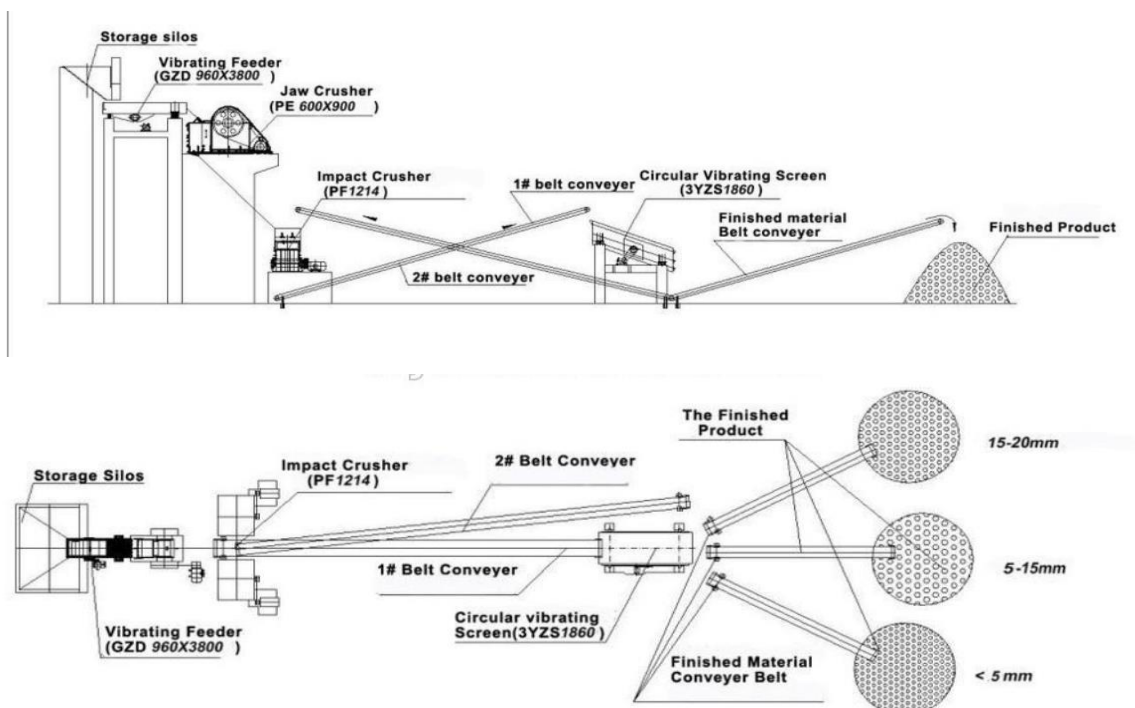 Storage silos
Vibrating Feeder
(GZD 960X3800 )
Jaw Crusher
(PE 600X900 )
Impact Crusher
(PF1214 )
1# belt conveyer
Circular Vibrating Screen
(3YZS1860 )
Finished material
Belt conveyer
Finished Product
2# belt conveyer
The Finished
Product
15-20mm
Impact Crusher
(PF1214 )
2# Belt Conveyer
Storage Silos
1# Belt Conveyer
5-15mm
Circular vibrating
Screen(3YZS1860 )
Vibrating Feeder
(GZD 960X3800 )
Finished Material
Conveyer Belt
< 5mm